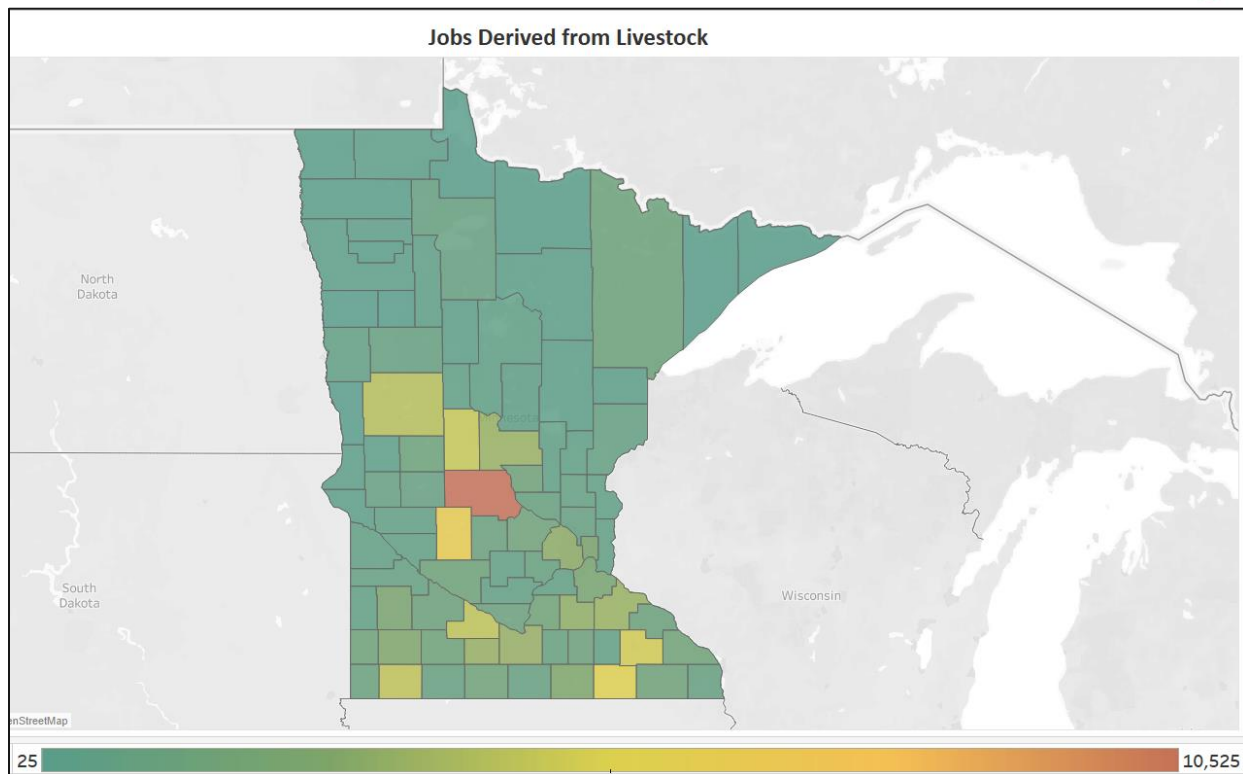 Jobs Derived from Livestock
North
Dakota
South
Dakota
Wisconsin
enStreetMap
25
10,525